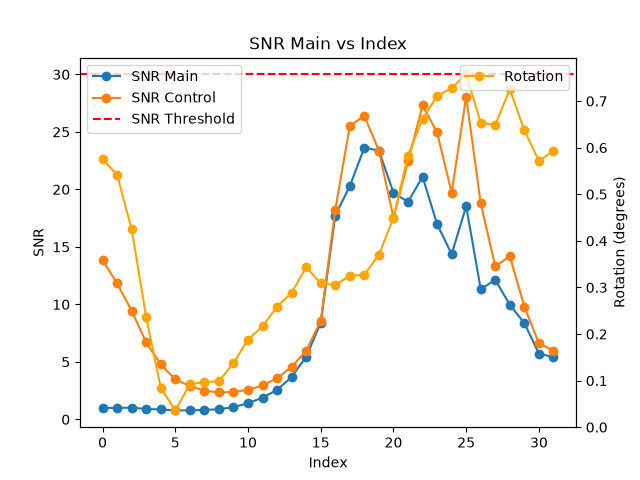 SNR Main vs Index
SNR Main
SNR Control
SNR Threshold
Rotation
SNR
30
25
20
15
10
5
0
0.7
0.6
0.5
0.4
0.3
0.2
0.1
0.0
Rotation (degrees)
0 5 10 15 20 25 30
Index